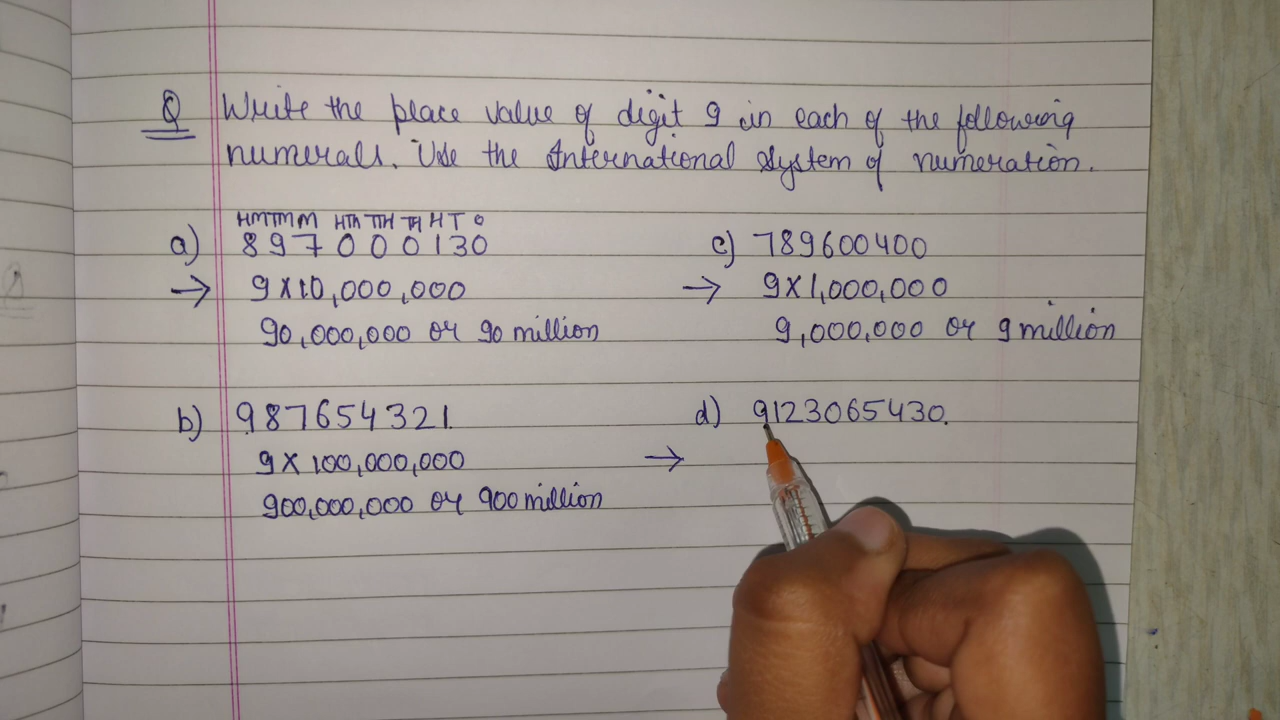 Q Write the place value of digit 9 in each of the following
numerals. Use the International System of numeration.
HM TM M HTh TTH TH H T O
a) 897000130
→ 9 X 10,000,000
90,000,000 or 90 million
b) 987654321.
9 X 100,000,000
900,000,000 or 900 million
c) 789600400
→ 9 X 1,000,000
9,000,000 or 9 million
d) 9123065430.
→